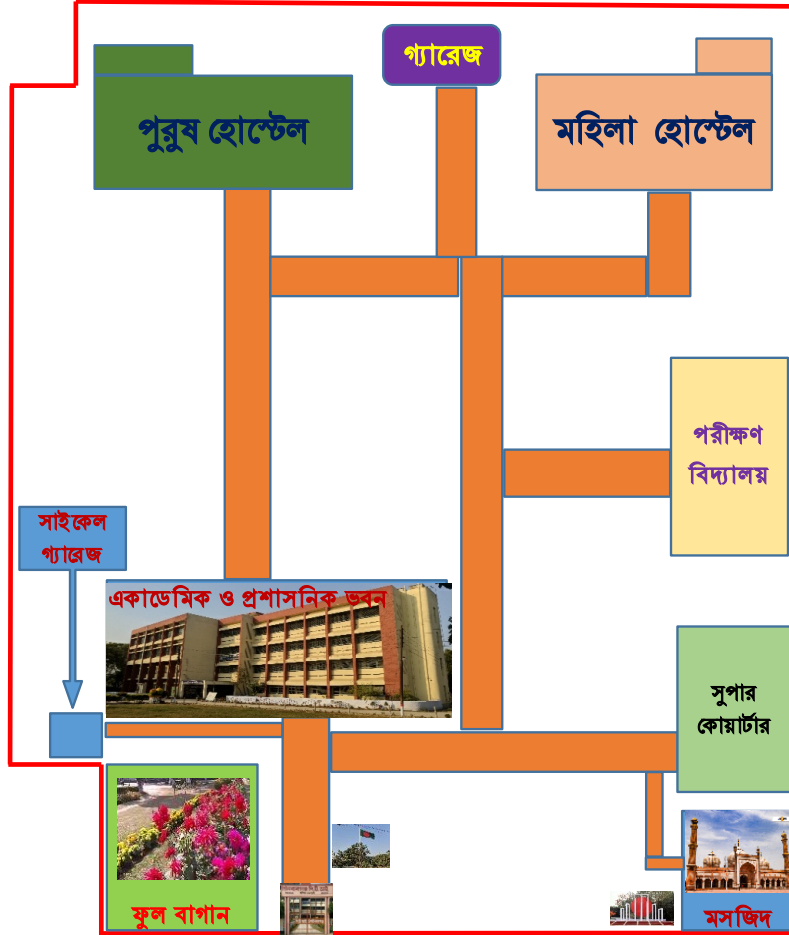 গ্যারেজ
পুরুষ হোস্টেল
মহিলা হোস্টেল
পরীক্ষণ
বিদ্যালয়
সাইকেল
গ্যারেজ
একাডেমিক ও প্রশাসনিক ভবন
সুপার
কোয়ার্টার
ফুল বাগান
মসজিদ